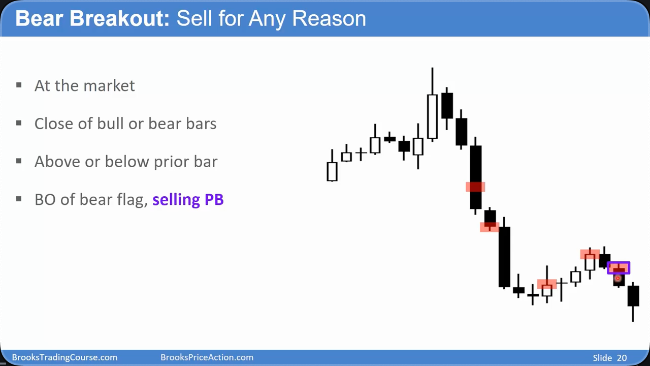 Bear Breakout: Sell for Any Reason
At the market
Close of bull or bear bars
Above or below prior bar
BO of bear flag, selling PB
BrooksTradingCourse.com
BrooksPriceAction.com
Slide 20